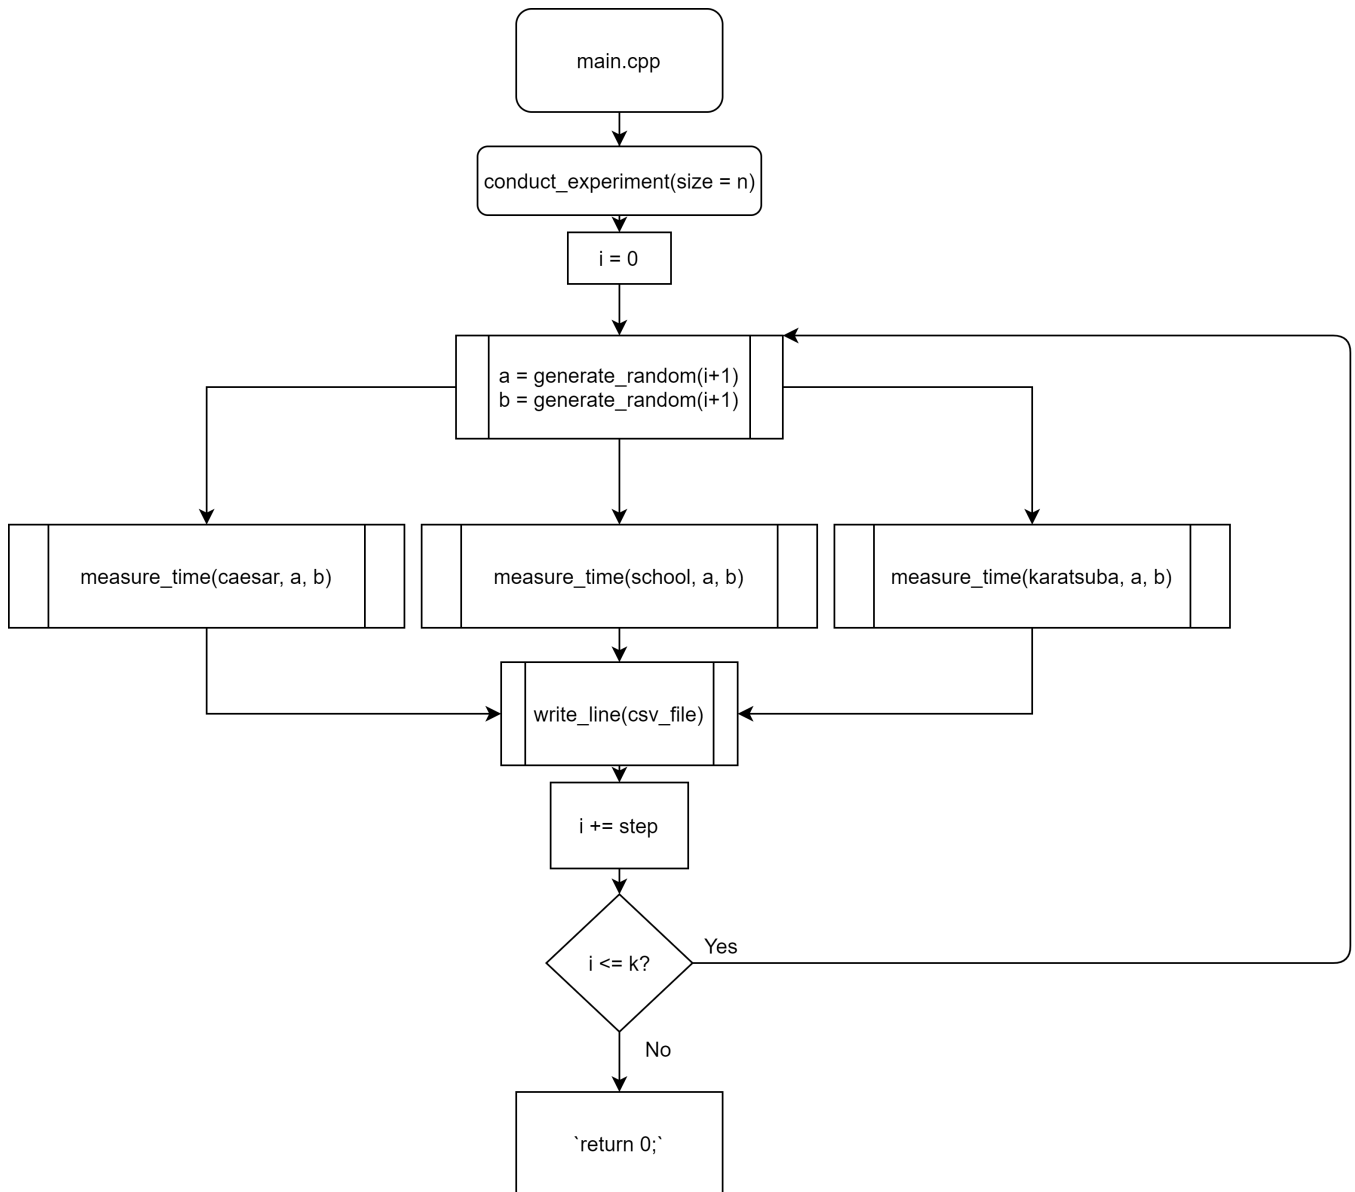 main.cpp
conduct_experiment(size = n)
i = 0
a = generate_random(i+1)
b = generate_random(i+1)
measure_time(caesar, a, b)
measure_time(school, a, b)
measure_time(karatsuba, a, b)
write_line(csv_file)
i += step
i <= k?
Yes
No
`return 0;`